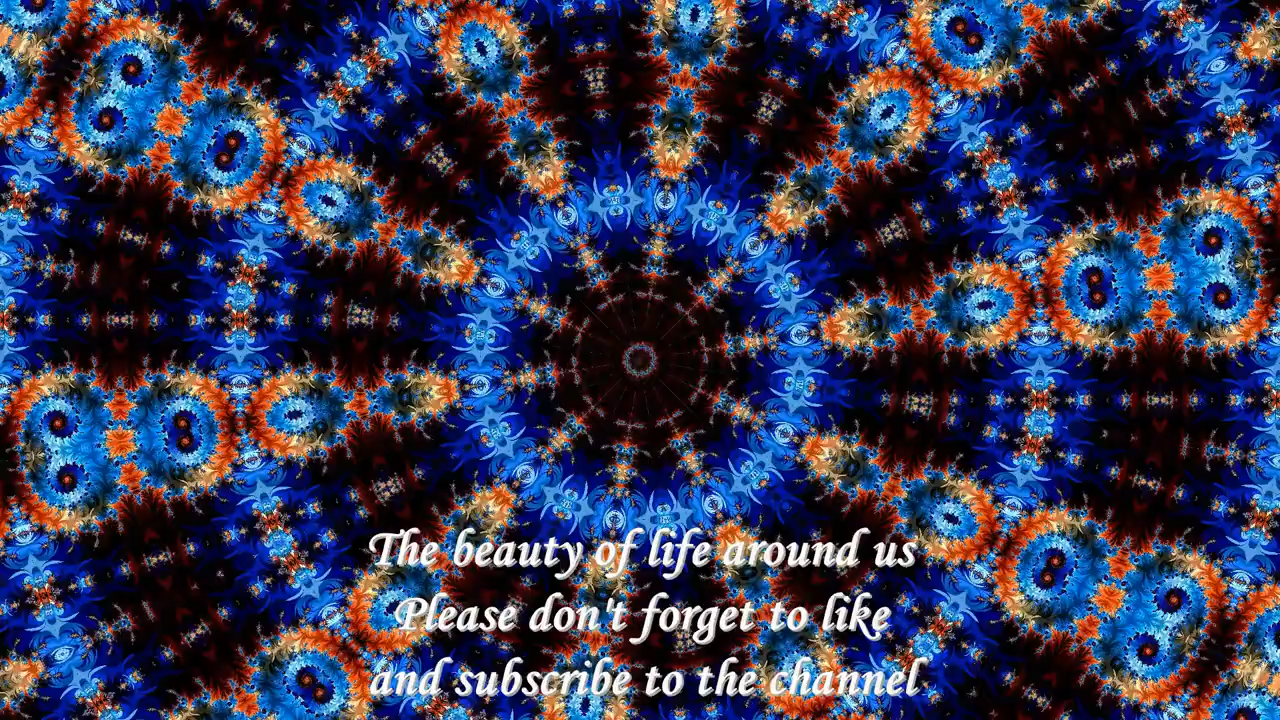 The beauty of life around us
Please don't forget to like
and subscribe to the channel